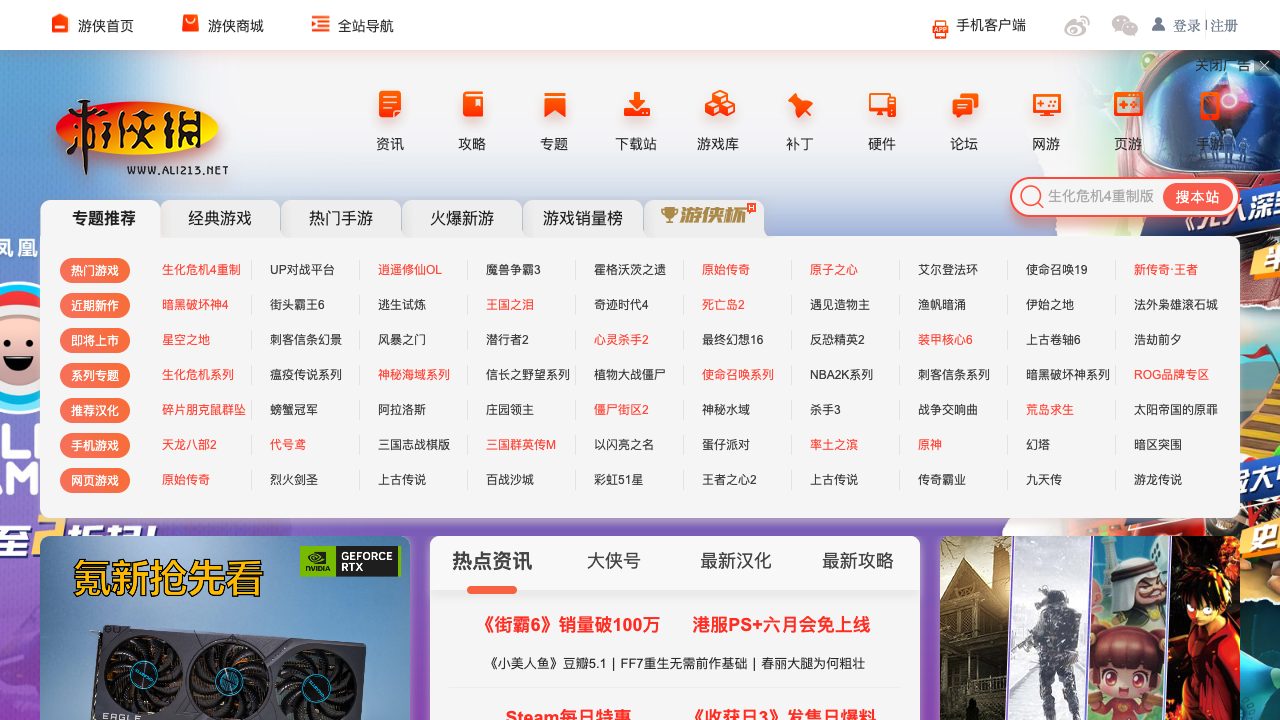 游侠首页 游侠商城 全站导航 手机客户端 登录 | 注册
关闭广告
游侠網
WWW.ALI213.NET
资讯 攻略 专题 下载站 游戏库 补丁 硬件 论坛 网游 页游 手游
生化危机4重制版 搜本站
专题推荐 经典游戏 热门手游 火爆新游 游戏销量榜 游侠杯
热门游戏 生化危机4重制 UP对战平台 逍遥修仙OL 魔兽争霸3 霍格沃茨之遗 原始传奇 原子之心 艾尔登法环 使命召唤19 新传奇·王者
近期新作 暗黑破坏神4 街头霸王6 逃生试炼 王国之泪 奇迹时代4 死亡岛2 遇见造物主 渔帆暗涌 伊始之地 法外枭雄滚石城
即将上市 星空之地 刺客信条幻景 风暴之门 潜行者2 心灵杀手2 最终幻想16 反恐精英2 装甲核心6 上古卷轴6 浩劫前夕
系列专题 生化危机系列 瘟疫传说系列 神秘海域系列 信长之野望系列 植物大战僵尸 使命召唤系列 NBA2K系列 刺客信条系列 暗黑破坏神系列 ROG品牌专区
推荐汉化 碎片朋克鼠群坠 螃蟹冠军 阿拉洛斯 庄园领主 僵尸街区2 神秘水域 杀手3 战争交响曲 荒岛求生 太阳帝国的原罪
手机游戏 天龙八部2 代号鸢 三国志战棋版 三国群英传M 以闪亮之名 蛋仔派对 率土之滨 原神 幻塔 暗区突围
网页游戏 原始传奇 烈火剑圣 上古传说 百战沙城 彩虹51星 王者之心2 上古传说 传奇霸业 九天传 游龙传说
氪新抢先看
NVIDIA
GEFORCE
RTX
EAGLE
热点资讯 大侠号 最新汉化 最新攻略
《街霸6》销量破100万 港服PS+六月会免上线
《小美人鱼》豆瓣5.1 | FF7重生无需前作基础 | 春丽大腿为何粗壮
Steam每日特惠 《收获日3》发售日爆料